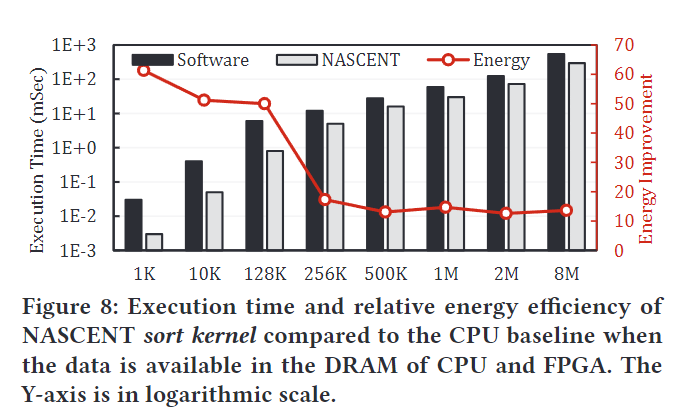 1E+3
1E+2
1E+1
1E+0
1E-1
1E-2
1E-3
Execution Time (mSec)
Software NASCENT Energy
70
60
50
40
30
20
10
0
Energy Improvement
1K 10K 128K 256K 500K 1M 2M 8M
Figure 8: Execution time and relative energy efficiency of
NASCENT sort kernel compared to the CPU baseline when
the data is available in the DRAM of CPU and FPGA. The
Y-axis is in logarithmic scale.